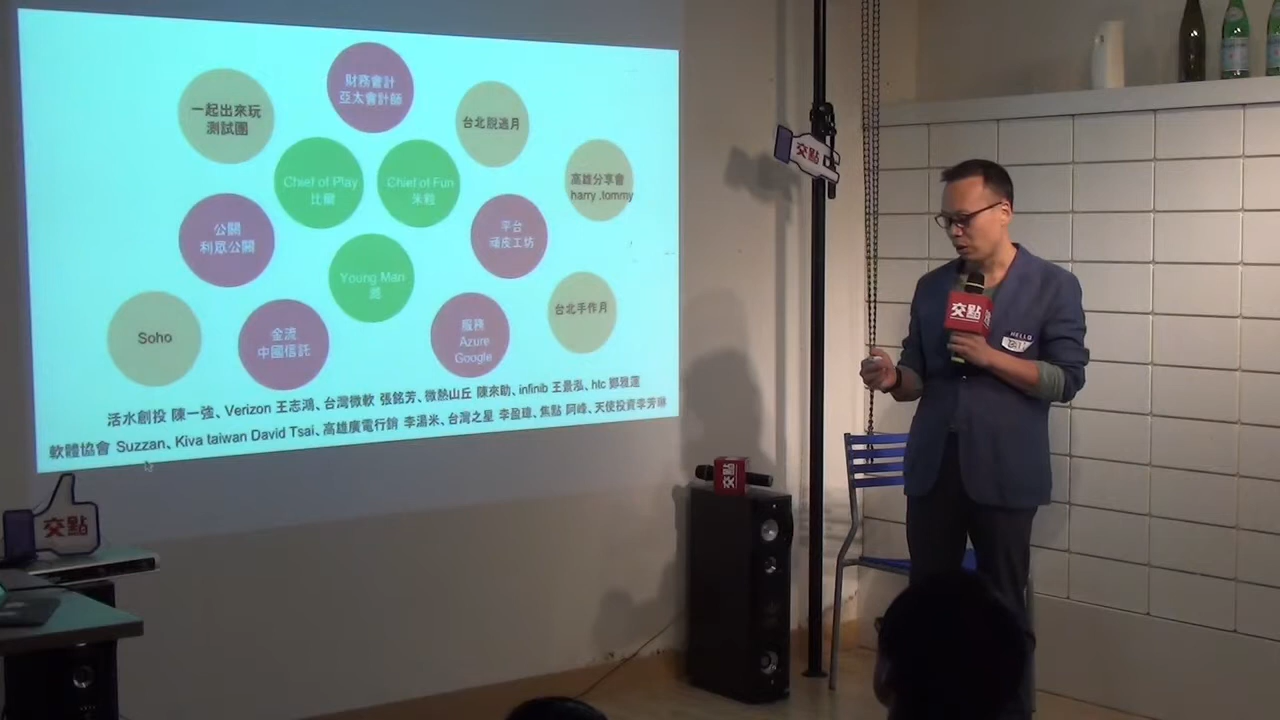 財務會計
亞太會計師
一起出來玩
測試團
台北說過月
Chief of Play
比爾
Chief of Fun
米粒
高雄分享會
harry .tommy
公關
利眾公關
平台
頑皮工坊
Young Man
Soho
金流
中國信託
服務
Azure
Google
台北手作月
活水創投 陳一強、Verizon 王志鴻、台灣微軟 張銘芳、微熱山丘 陳來助、infinib 王景泓、htc 鄭雅蓮
軟體協會 Suzzan、Kiva taiwan David Tsai、高雄廣電行銷 李湯米、台灣之星 李盈瑋、焦點 阿峰、天使投資李芳琳
交點
交點
HELLO
交點
交點